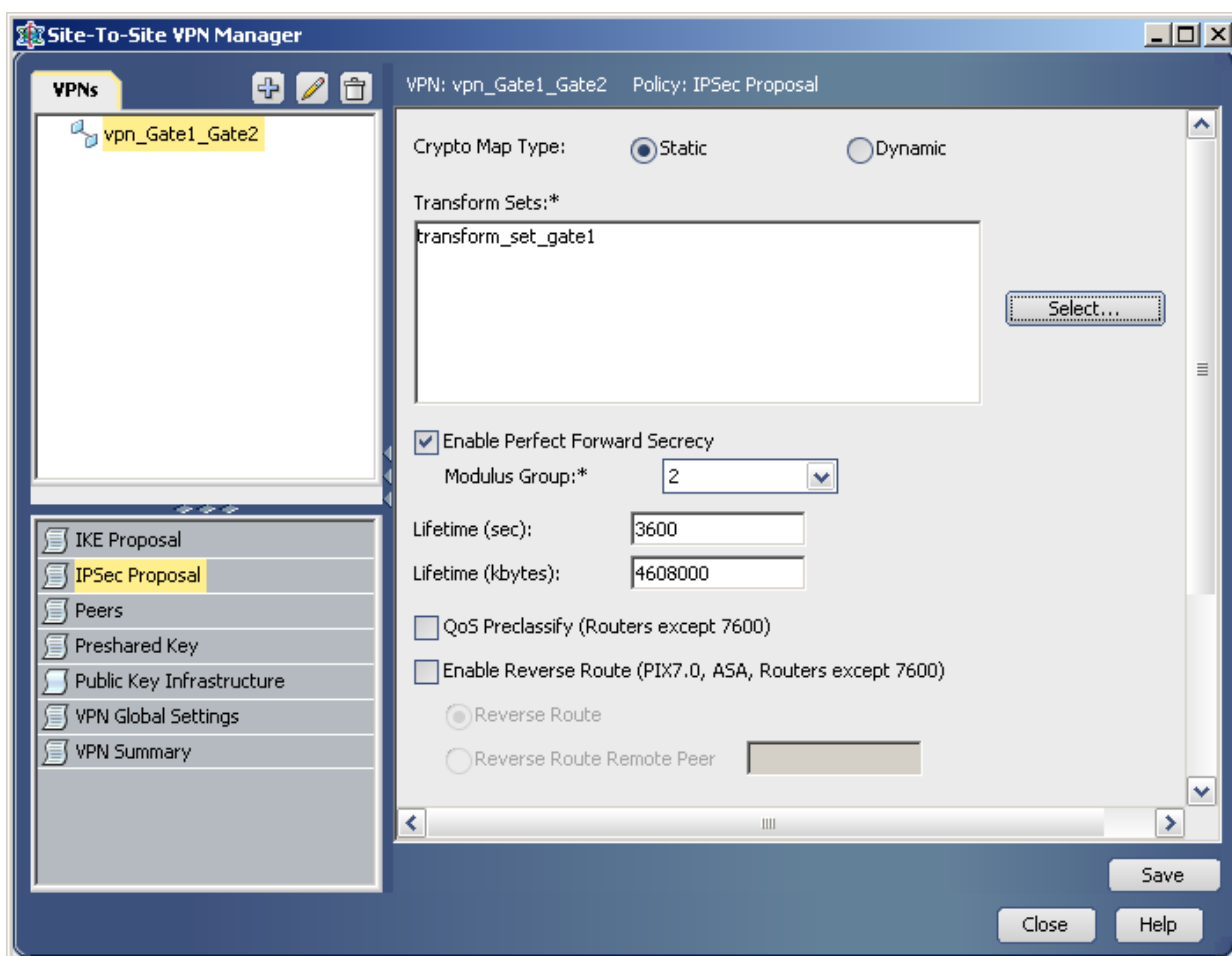 Site-To-Site VPN Manager
VPNs
vpn_Gate1_Gate2
IKE Proposal
IPSec Proposal
Peers
Preshared Key
Public Key Infrastructure
VPN Global Settings
VPN Summary
VPN: vpn_Gate1_Gate2 Policy: IPSec Proposal
Crypto Map Type: Static Dynamic
Transform Sets:*
transform_set_gate1
Select...
Enable Perfect Forward Secrecy
Modulus Group:* 2
Lifetime (sec): 3600
Lifetime (kbytes): 4608000
QoS Preclassify (Routers except 7600)
Enable Reverse Route (PIX7.0, ASA, Routers except 7600)
Reverse Route
Reverse Route Remote Peer
Save
Close Help